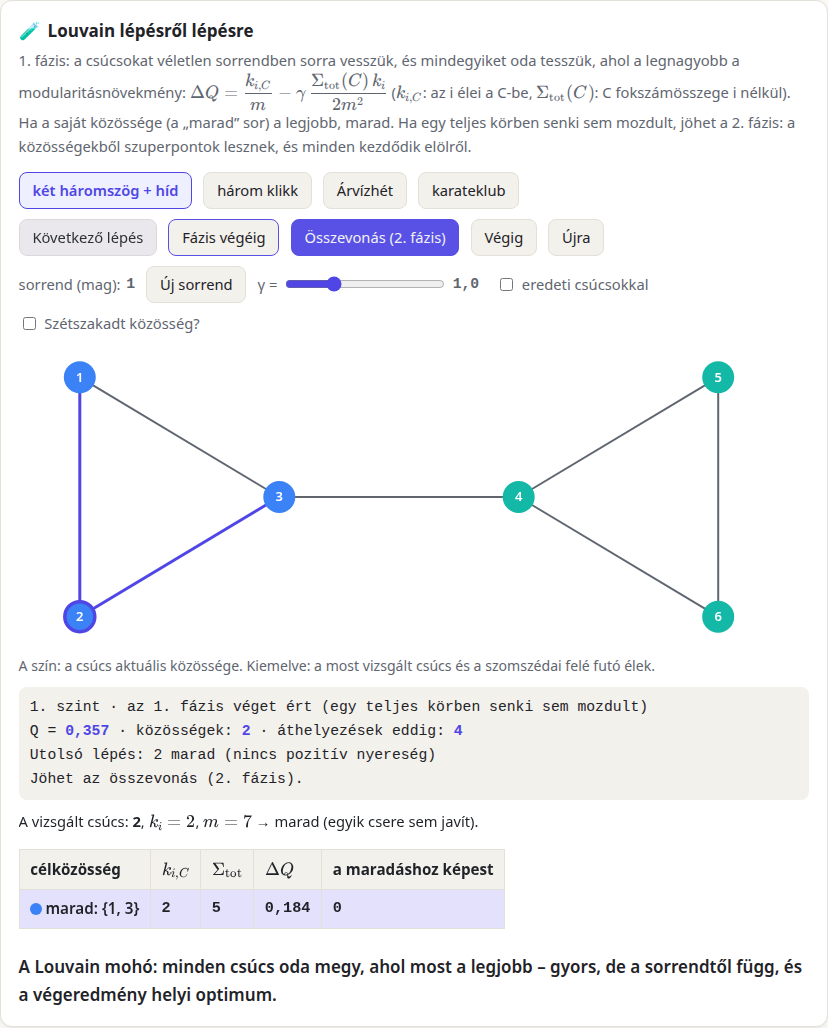 🧪 Louvain lépésről lépésre
1. fázis: a csúcsokat véletlen sorrendben sorra vesszük, és mindegyiket oda tesszük, ahol a legnagyobb a
modularitásnövekmény: ΔQ = k_{i,C}/m − γ Σ_tot(C) k_i / 2m² (k_{i,C}: az i élei a C-be, Σ_tot(C): C fokszámösszege i nélkül).
Ha a saját közössége (a „marad” sor) a legjobb, marad. Ha egy teljes körben senki sem mozdult, jöhet a 2. fázis: a
közösségekből szuperpontok lesznek, és minden kezdődik elölről.
két háromszög + híd három klikk Árvízhét karateklub
Következő lépés Fázis végéig Összevonás (2. fázis) Végig Újra
sorrend (mag): 1 Új sorrend γ = 1,0 eredeti csúcsokkal
Szétszakadt közösség?
1 5
3 4
2 6
A szín: a csúcs aktuális közössége. Kiemelve: a most vizsgált csúcs és a szomszédai felé futó élek.
1. szint · az 1. fázis véget ért (egy teljes körben senki sem mozdult)
Q = 0,357 · közösségek: 2 · áthelyezések eddig: 4
Utolsó lépés: 2 marad (nincs pozitív nyereség)
Jöhet az összevonás (2. fázis).
A vizsgált csúcs: 2, k_i = 2, m = 7 → marad (egyik csere sem javít).
célközösség k_{i,C} Σ_tot ΔQ a maradáshoz képest
marad: {1, 3} 2 5 0,184 0
A Louvain mohó: minden csúcs oda megy, ahol most a legjobb – gyors, de a sorrendtől függ, és
a végeredmény helyi optimum.